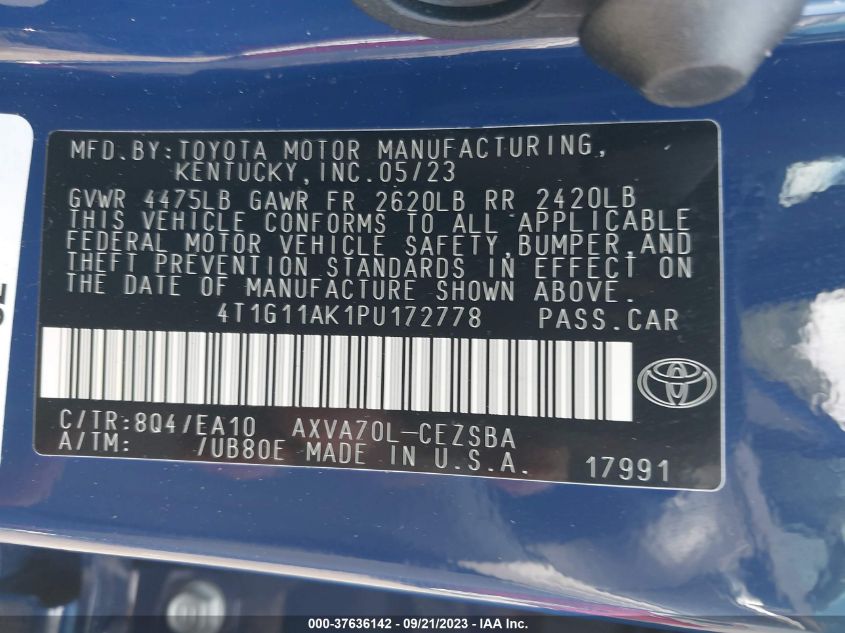 MFD.BY:TOYOTA MOTOR MANUFACTURING,
KENTUCKY,INC.05/23
GVWR 4475LB GAWR FR 2620LB RR 2420LB
THIS VEHICLE CONFORMS TO ALL APPLICABLE
FEDERAL MOTOR VEHICLE SAFETY,BUMPER,AND
THEFT PREVENTION STANDARDS IN EFFECT ON
THE DATE OF MANUFACTURE SHOWN ABOVE.
4T1G11AK1PU172778 PASS.CAR
C/TR:8Q4/EA10 AXVA70L-CEZSBA
A/TM: /UB80E MADE IN U.S.A. 17991
000-37636142 - 09/21/2023 - IAAI.COM